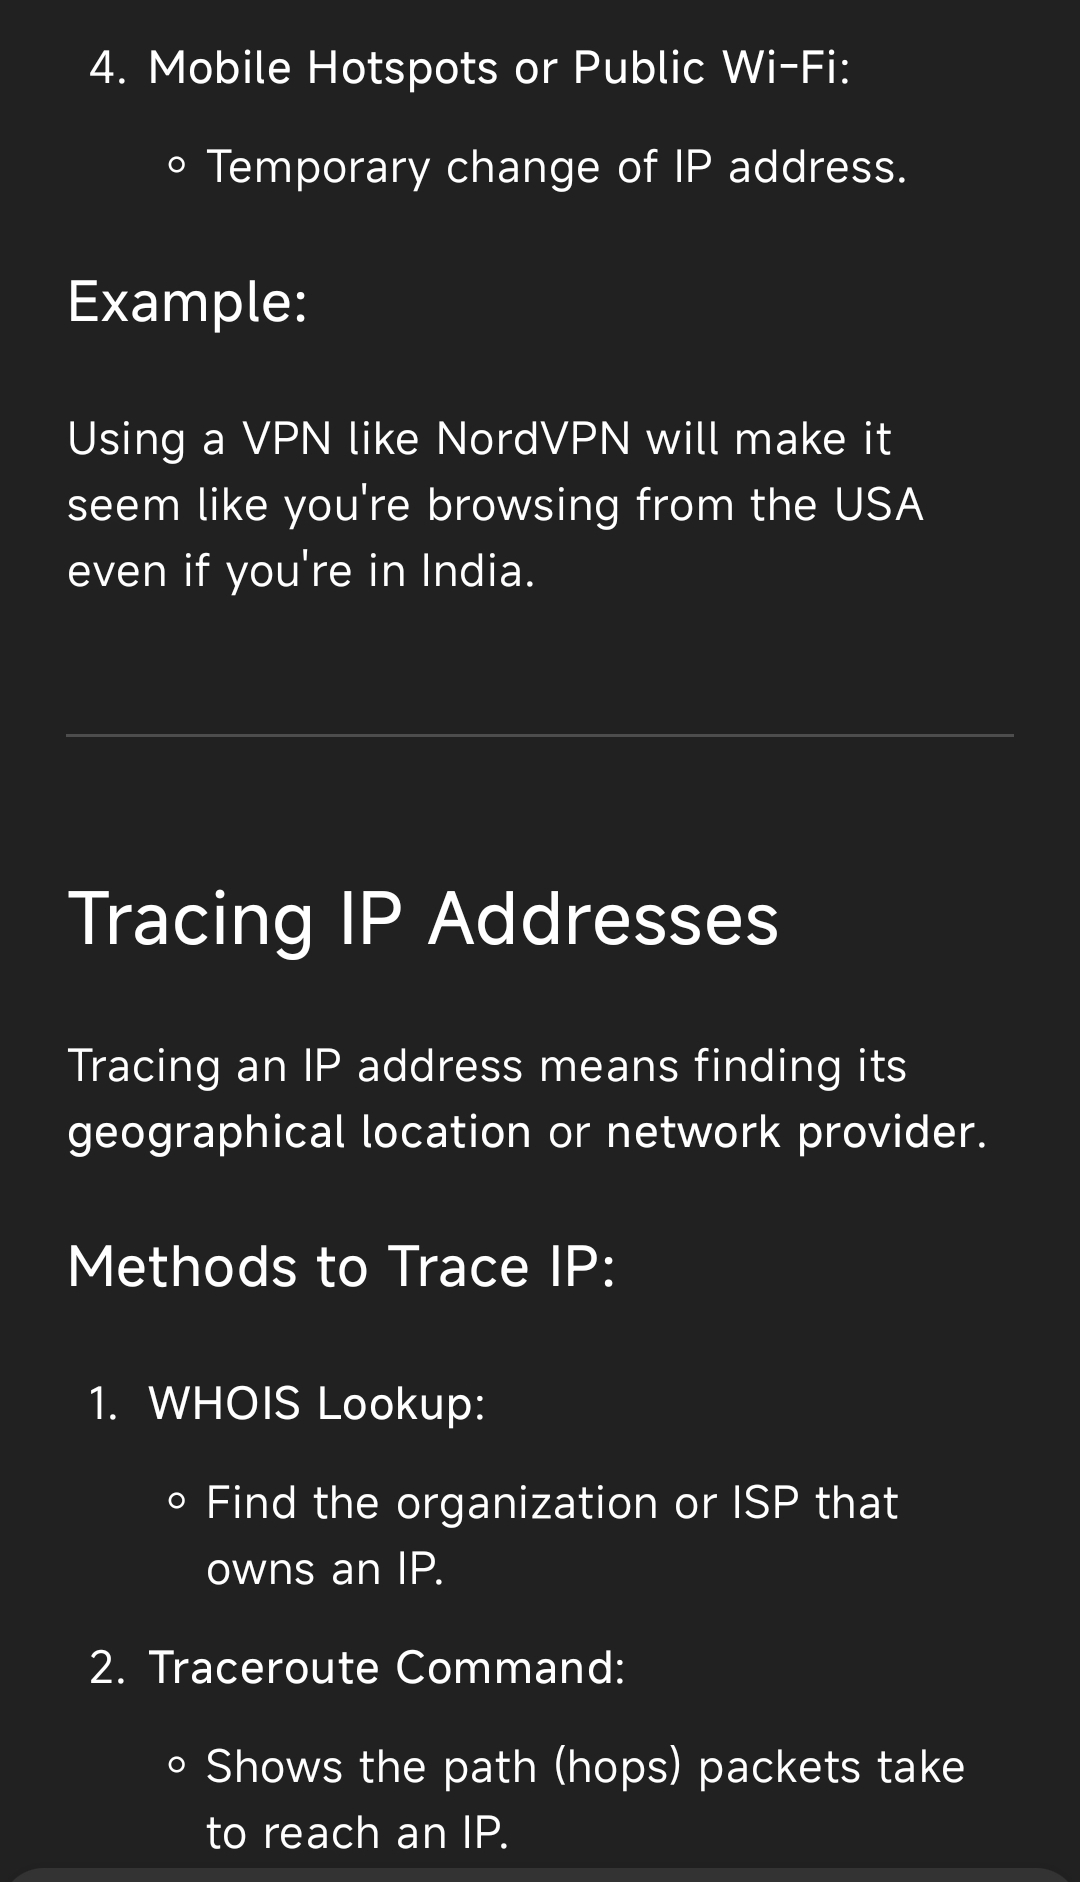 4. Mobile Hotspots or Public Wi-Fi:
◦ Temporary change of IP address.
Example:
Using a VPN like NordVPN will make it
seem like you're browsing from the USA
even if you're in India.
Tracing IP Addresses
Tracing an IP address means finding its
geographical location or network provider.
Methods to Trace IP:
1. WHOIS Lookup:
◦ Find the organization or ISP that
owns an IP.
2. Traceroute Command:
◦ Shows the path (hops) packets take
to reach an IP.